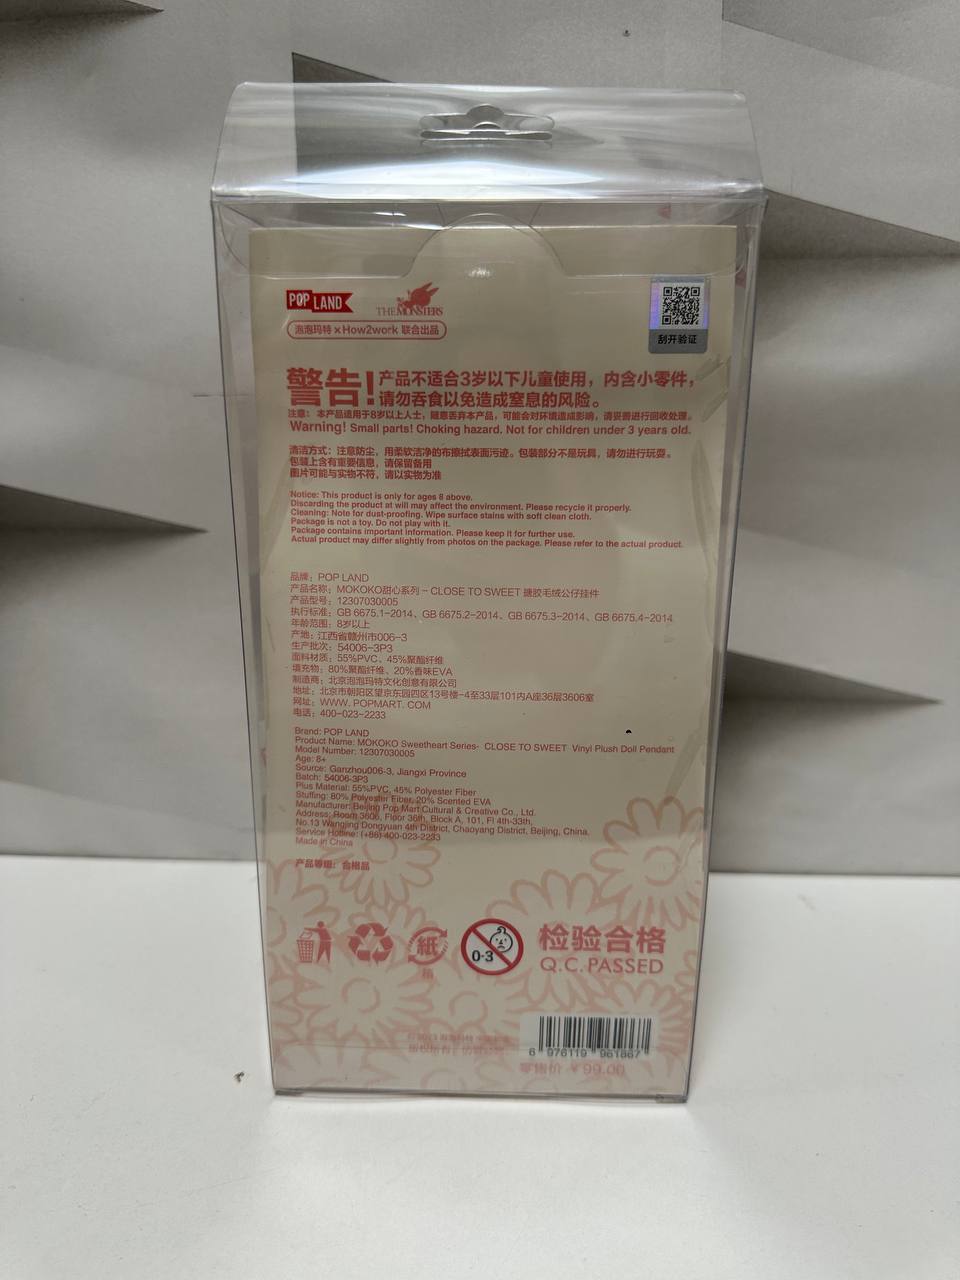 POP LAND
THE MONSTERS
泡泡玛特 × How2work 联合出品
刮开验证
警告! 产品不适合3岁以下儿童使用，内含小零件，
请勿吞食以免造成窒息的风险。
注意：本产品适用于8岁以上人士，随意丢弃本产品，可能会对环境造成影响，请妥善进行回收处理。
Warning! Small parts! Choking hazard. Not for children under 3 years old.
清洁方式：注意防尘，用柔软洁净的布擦拭表面污迹。包装部分不是玩具，请勿进行玩耍。
包装上含有重要信息，请保留备用
图片可能与实物不符，请以实物为准
Notice: This product is only for ages 8 above.
Discarding the product at will may affect the environment. Please recycle it properly.
Cleaning: Note for dust-proofing. Wipe surface stains with soft clean cloth.
Package is not a toy. Do not play with it.
Package contains important information. Please keep it for further use.
Actual product may differ slightly from photos on the package. Please refer to the actual product.
品牌：POP LAND
产品名称：MOKOKO甜心系列 – CLOSE TO SWEET 搪胶毛绒公仔挂件
产品型号：12307030005
执行标准：GB 6675.1–2014、GB 6675.2–2014、GB 6675.3–2014、GB 6675.4–2014
年龄范围：8岁以上
产地：江西省赣州市006–3
生产批次：54006–3P3
面料材质：55%PVC、45%聚酯纤维
填充物：80%聚酯纤维、20%香味EVA
制造商：北京泡泡玛特文化创意有限公司
地址：北京市朝阳区望京东园四区13号楼–4至33层101内A座36层3606室
网址：WWW. POPMART. COM
电话：400–023–2233
Brand: POP LAND
Product Name: MOKOKO Sweetheart Series- CLOSE TO SWEET Vinyl Plush Doll Pendant
Model Number: 12307030005
Age: 8+
Source: Ganzhou006-3, Jiangxi Province
Batch: 54006-3P3
Plus Material: 55%PVC, 45% Polyester Fiber
Stuffing: 80% Polyester Fiber, 20% Scented EVA
Manufacturer: Beijing Pop Mart Cultural & Creative Co., Ltd.
Address: Room 3606, Floor 36th, Block A, 101, Fl 4th-33th,
No.13 Wangjing Dongyuan 4th District, Chaoyang District, Beijing, China.
Service Hotline: (+86) 400-023-2233
Made in China
产品等级：合格品
紙
箱
0-3
检验合格
Q.C.PASSED
版权所有
6 976119 961867
零售价 ￥99.00